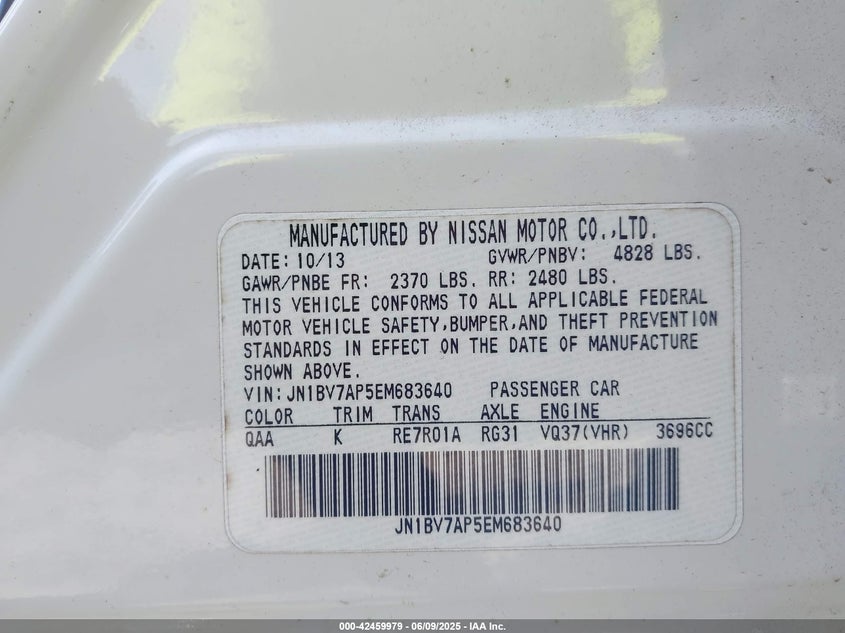 MANUFACTURED BY NISSAN MOTOR CO.,LTD.
DATE: 10/13 GVWR/PNBV: 4828 LBS.
GAWR/PNBE FR: 2370 LBS. RR: 2480 LBS.
THIS VEHICLE CONFORMS TO ALL APPLICABLE FEDERAL
MOTOR VEHICLE SAFETY,BUMPER,AND THEFT PREVENTION
STANDARDS IN EFFECT ON THE DATE OF MANUFACTURE
SHOWN ABOVE.
VIN:JN1BV7AP5EM683640 PASSENGER CAR
COLOR TRIM TRANS AXLE ENGINE
QAA K RE7R01A RG31 VQ37(VHR) 3696CC
JN1BV7AP5EM683640
000-42459979 - 06/09/2025 - IAA Inc.